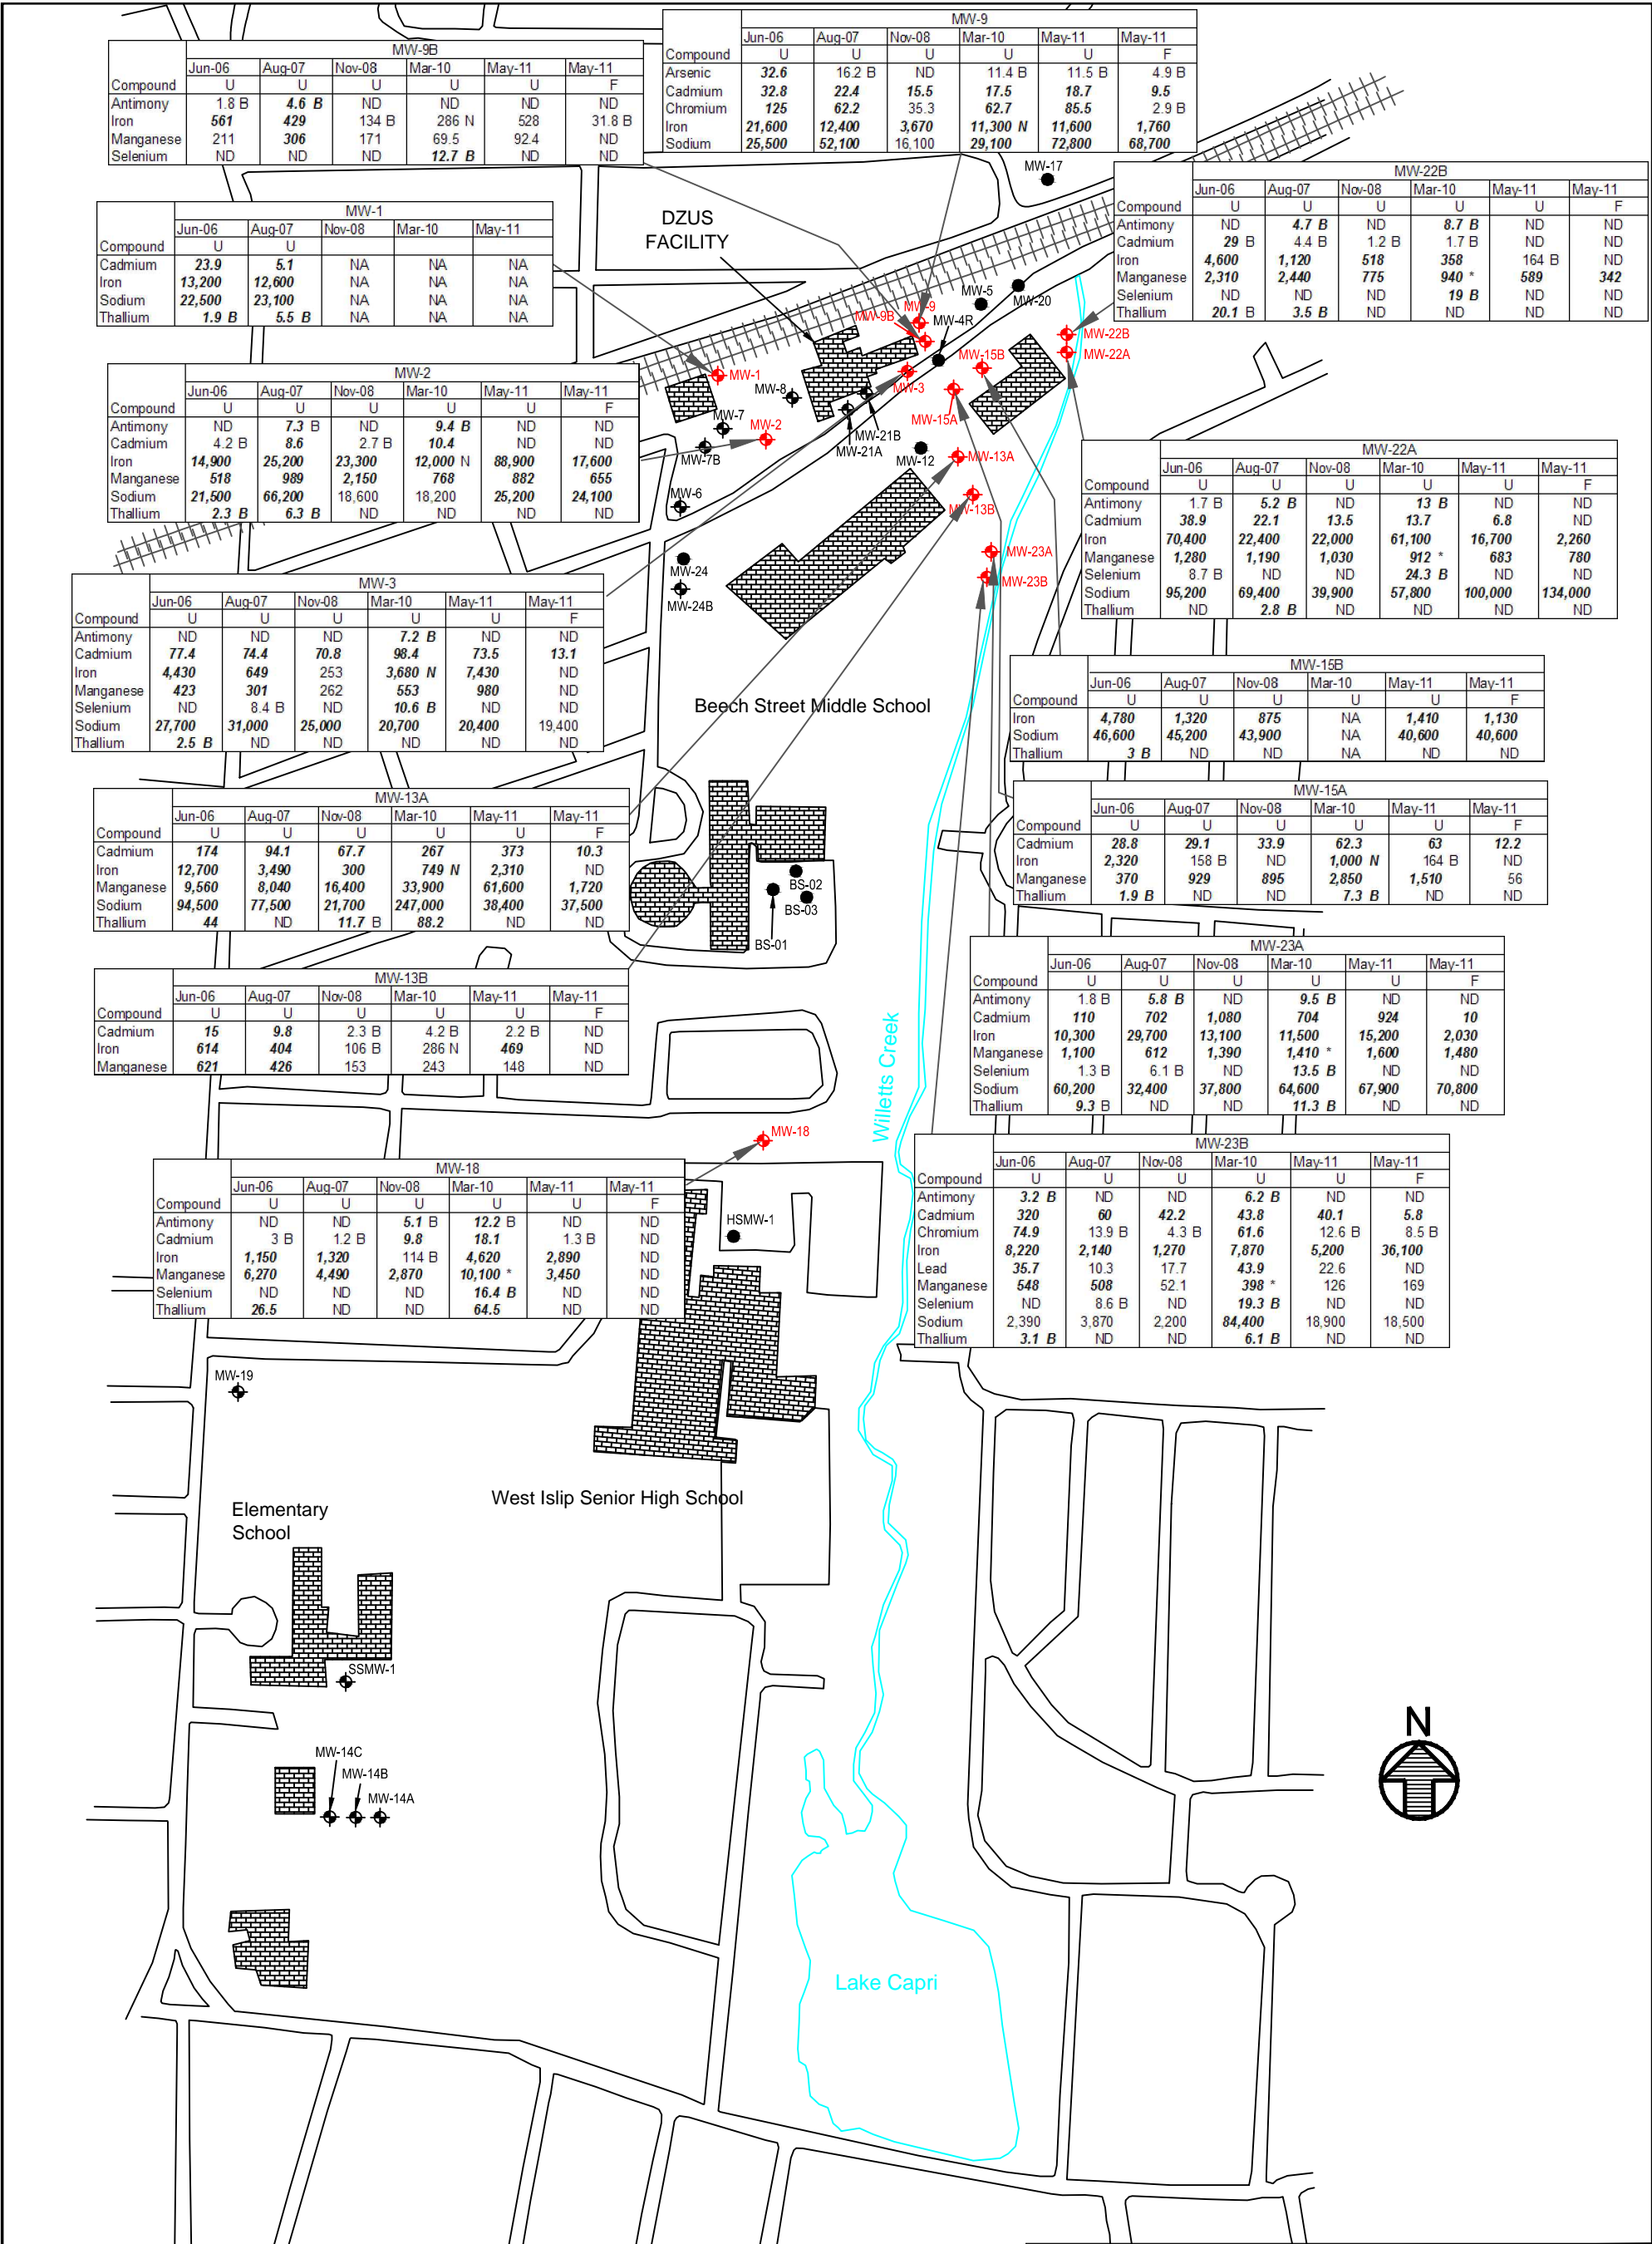 MW-9B
Jun-06 Aug-07 Nov-08 Mar-10 May-11 May-11
Compound U U U U U F
Antimony 1.8 B 4.6 B ND ND ND ND
Iron 561 429 134 B 286 N 528 31.8 B
Manganese 211 306 171 69.5 92.4 ND
Selenium ND ND ND 12.7 B ND ND
MW-9
Jun-06 Aug-07 Nov-08 Mar-10 May-11 May-11
Compound U U U U U F
Arsenic 32.6 16.2 B ND 11.4 B 11.5 B 4.9 B
Cadmium 32.8 22.4 15.5 17.5 18.7 9.5
Chromium 125 62.2 35.3 62.7 85.5 2.9 B
Iron 21,600 12,400 3,670 11,300 N 11,600 1,760
Sodium 25,500 52,100 16,100 29,100 72,800 68,700
MW-22B
Jun-06 Aug-07 Nov-08 Mar-10 May-11 May-11
Compound U U U U U F
Antimony ND 4.7 B ND 8.7 B ND ND
Cadmium 29 B 4.4 B 1.2 B 1.7 B ND ND
Iron 4,600 1,120 518 358 164 B ND
Manganese 2,310 2,440 775 940 * 589 342
Selenium ND ND ND 19 B ND ND
Thallium 20.1 B 3.5 B ND ND ND ND
MW-1
Jun-06 Aug-07 Nov-08 Mar-10 May-11
Compound U U
Cadmium 23.9 5.1 NA NA NA
Iron 13,200 12,600 NA NA NA
Sodium 22,500 23,100 NA NA NA
Thallium 1.9 B 5.5 B NA NA NA
MW-2
Jun-06 Aug-07 Nov-08 Mar-10 May-11 May-11
Compound U U U U U F
Antimony ND 7.3 B ND 9.4 B ND ND
Cadmium 4.2 B 8.6 2.7 B 10.4 ND ND
Iron 14,900 25,200 23,300 12,000 N 88,900 17,600
Manganese 518 989 2,150 768 882 655
Sodium 21,500 66,200 18,600 18,200 25,200 24,100
Thallium 2.3 B 6.3 B ND ND ND ND
MW-3
Jun-06 Aug-07 Nov-08 Mar-10 May-11 May-11
Compound U U U U U F
Antimony ND ND ND 7.2 B ND ND
Cadmium 77.4 74.4 70.8 98.4 73.5 13.1
Iron 4,430 649 253 3,680 N 7,430 ND
Manganese 423 301 262 553 980 ND
Selenium ND 8.4 B ND 10.6 B ND ND
Sodium 27,700 31,000 25,000 20,700 20,400 19,400
Thallium 2.5 B ND ND ND ND ND
MW-22A
Jun-06 Aug-07 Nov-08 Mar-10 May-11 May-11
Compound U U U U U F
Antimony 1.7 B 5.2 B ND 13 B ND ND
Cadmium 38.9 22.1 13.5 13.7 6.8 ND
Iron 70,400 22,400 22,000 61,100 16,700 2,260
Manganese 1,280 1,190 1,030 912 * 683 780
Selenium 8.7 B ND ND 24.3 B ND ND
Sodium 95,200 69,400 39,900 57,800 100,000 134,000
Thallium ND 2.8 B ND ND ND ND
MW-15B
Jun-06 Aug-07 Nov-08 Mar-10 May-11 May-11
Compound U U U U U F
Iron 4,780 1,320 875 NA 1,410 1,130
Sodium 46,600 45,200 43,900 NA 40,600 40,600
Thallium 3 B ND ND NA ND ND
MW-15A
Jun-06 Aug-07 Nov-08 Mar-10 May-11 May-11
Compound U U U U U F
Cadmium 28.8 29.1 33.9 62.3 63 12.2
Iron 2,320 158 B ND 1,000 N 164 B ND
Manganese 370 929 895 2,850 1,510 56
Thallium 1.9 B ND ND 7.3 B ND ND
MW-13A
Jun-06 Aug-07 Nov-08 Mar-10 May-11 May-11
Compound U U U U U F
Cadmium 174 94.1 67.7 267 373 10.3
Iron 12,700 3,490 300 749 N 2,310 ND
Manganese 9,560 8,040 16,400 33,900 61,600 1,720
Sodium 94,500 77,500 21,700 247,000 38,400 37,500
Thallium 44 ND 11.7 B 88.2 ND ND
MW-13B
Jun-06 Aug-07 Nov-08 Mar-10 May-11 May-11
Compound U U U U U F
Cadmium 15 9.8 2.3 B 4.2 B 2.2 B ND
Iron 614 404 106 B 286 N 469 ND
Manganese 621 426 153 243 148 ND
MW-23A
Jun-06 Aug-07 Nov-08 Mar-10 May-11 May-11
Compound U U U U U F
Antimony 1.8 B 5.8 B ND 9.5 B ND ND
Cadmium 110 702 1,080 704 924 10
Iron 10,300 29,700 13,100 11,500 15,200 2,030
Manganese 1,100 612 1,390 1,410 * 1,600 1,480
Selenium 1.3 B 6.1 B ND 13.5 B ND ND
Sodium 60,200 32,400 37,800 64,600 67,900 70,800
Thallium 9.3 B ND ND 11.3 B ND ND
MW-23B
Jun-06 Aug-07 Nov-08 Mar-10 May-11 May-11
Compound U U U U U F
Antimony 3.2 B ND ND 6.2 B ND ND
Cadmium 320 60 42.2 43.8 40.1 5.8
Chromium 74.9 13.9 B 4.3 B 61.6 12.6 B 8.5 B
Iron 8,220 2,140 1,270 7,870 5,200 36,100
Lead 35.7 10.3 17.7 43.9 22.6 ND
Manganese 548 508 52.1 398 * 126 169
Selenium ND 8.6 B ND 19.3 B ND ND
Sodium 2,390 3,870 2,200 84,400 18,900 18,500
Thallium 3.1 B ND ND 6.1 B ND ND
MW-18
Jun-06 Aug-07 Nov-08 Mar-10 May-11 May-11
Compound U U U U U F
Antimony ND ND 5.1 B 12.2 B ND ND
Cadmium 3 B 1.2 B 9.8 18.1 1.3 B ND
Iron 1,150 1,320 114 B 4,620 2,890 ND
Manganese 6,270 4,490 2,870 10,100 * 3,450 ND
Selenium ND ND ND 16.4 B ND ND
Thallium 26.5 ND ND 64.5 ND ND
MW-17
DZUS
FACILITY
MW-5
MW-20
MW-9
MW-9B
MW-4R
MW-22B
MW-22A
MW-15B
MW-1
MW-8
MW-3
MW-15A
MW-7
MW-2
MW-21B
MW-21A
MW-7B
MW-12
MW-13A
MW-6
MW-13B
MW-23A
MW-24
MW-23B
MW-24B
Beech Street Middle School
BS-02
BS-03
BS-01
Willetts Creek
MW-18
HSMW-1
MW-19
West Islip Senior High School
Elementary
School
SSMW-1
MW-14C
MW-14B
MW-14A
N
Lake Capri